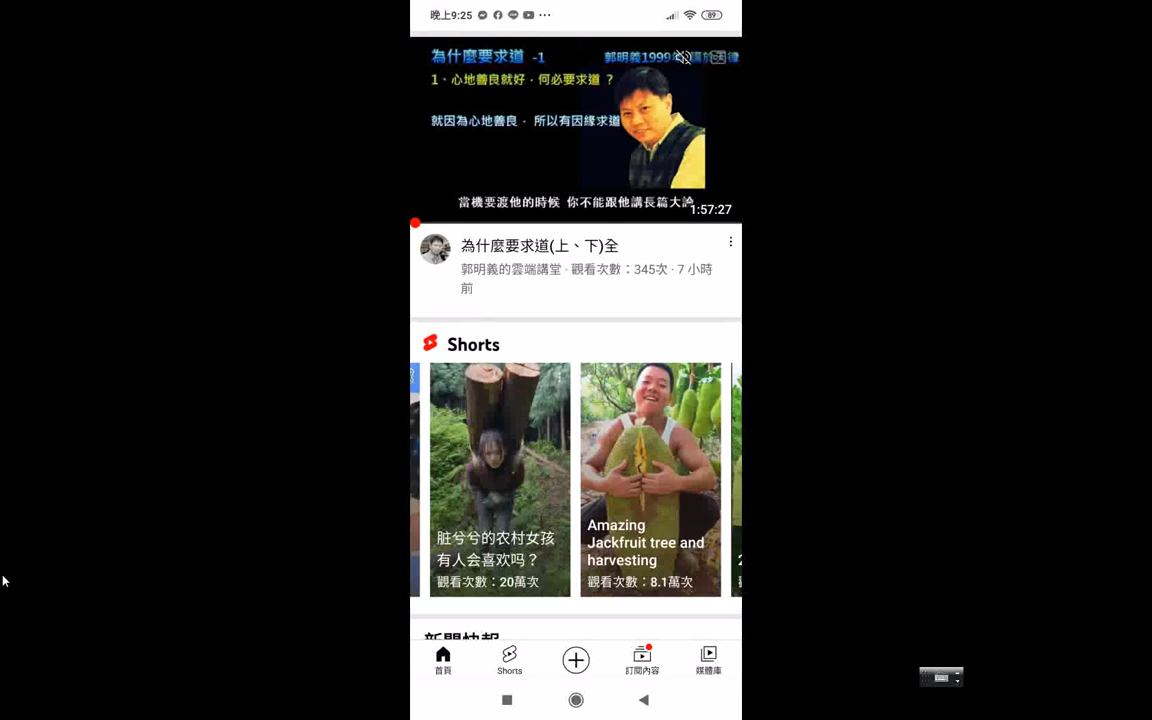 晚上9:25
89
為什麼要求道 -1
郭明義1999年
1、心地善良就好，何必要求道 ？
就因為心地善良， 所以有因緣求道
當機要渡他的時候 你不能跟他講長篇大論
1:57:27
為什麼要求道(上、下)全
郭明義的雲端講堂 · 觀看次數：345次 · 7 小時
前
Shorts
脏兮兮的农村女孩
有人会喜欢吗？
觀看次數：20萬次
Amazing
Jackfruit tree and
harvesting
觀看次數：8.1萬次
新聞快報
首頁
Shorts
訂閱內容
媒體庫